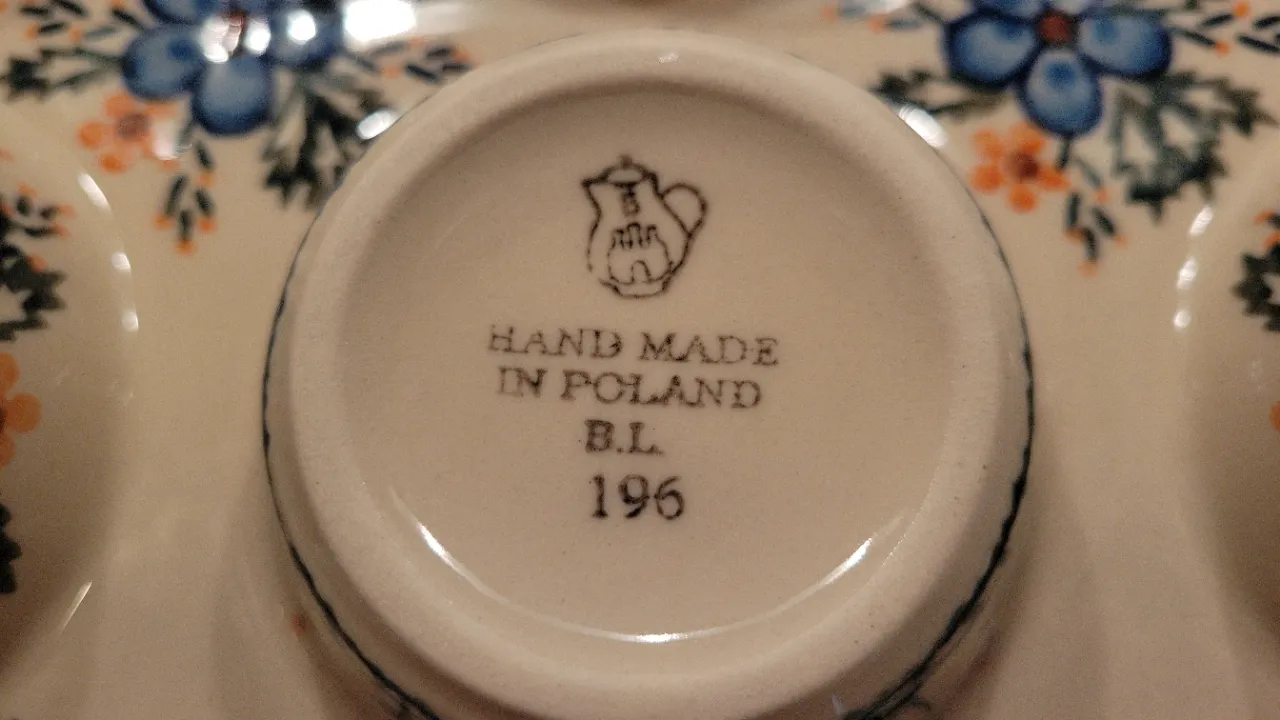 B
HAND MADE
IN POLAND
B.L.
196